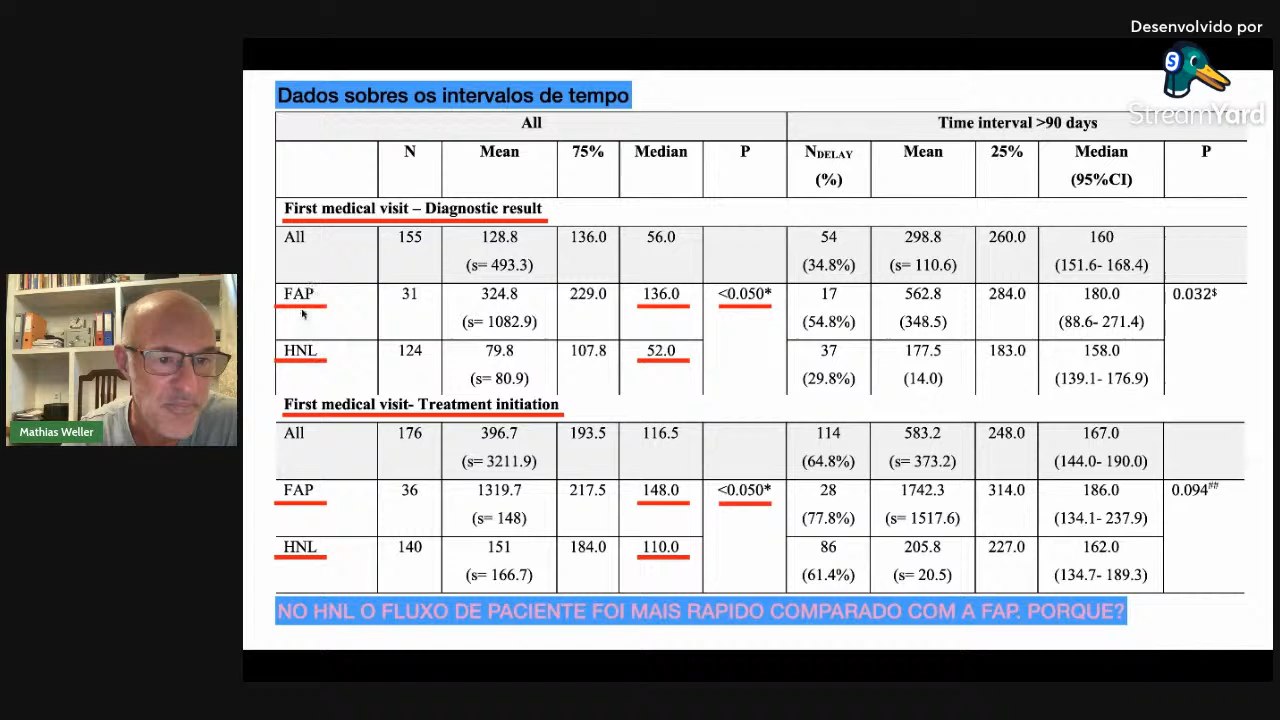 Desenvolvido por
S
StreamYard
Dados sobres os intervalos de tempo
All Time interval >90 days
N Mean 75% Median P NDELAY (%) Mean 25% Median (95%CI) P
First medical visit – Diagnostic result
All 155 128.8 136.0 56.0 54 298.8 260.0 160
(s= 493.3) (34.8%) (s= 110.6) (151.6- 168.4)
FAP 31 324.8 229.0 136.0 <0.050* 17 562.8 284.0 180.0 0.032$
(s= 1082.9) (54.8%) (348.5) (88.6- 271.4)
HNL 124 79.8 107.8 52.0 37 177.5 183.0 158.0
(s= 80.9) (29.8%) (14.0) (139.1- 176.9)
First medical visit- Treatment initiation
All 176 396.7 193.5 116.5 114 583.2 248.0 167.0
(s= 3211.9) (64.8%) (s= 373.2) (144.0- 190.0)
FAP 36 1319.7 217.5 148.0 <0.050* 28 1742.3 314.0 186.0 0.094##
(s= 148) (77.8%) (s= 1517.6) (134.1- 237.9)
HNL 140 151 184.0 110.0 86 205.8 227.0 162.0
(s= 166.7) (61.4%) (s= 20.5) (134.7- 189.3)
NO HNL O FLUXO DE PACIENTE FOI MAIS RAPIDO COMPARADO COM A FAP. PORQUE?
Mathias Weller